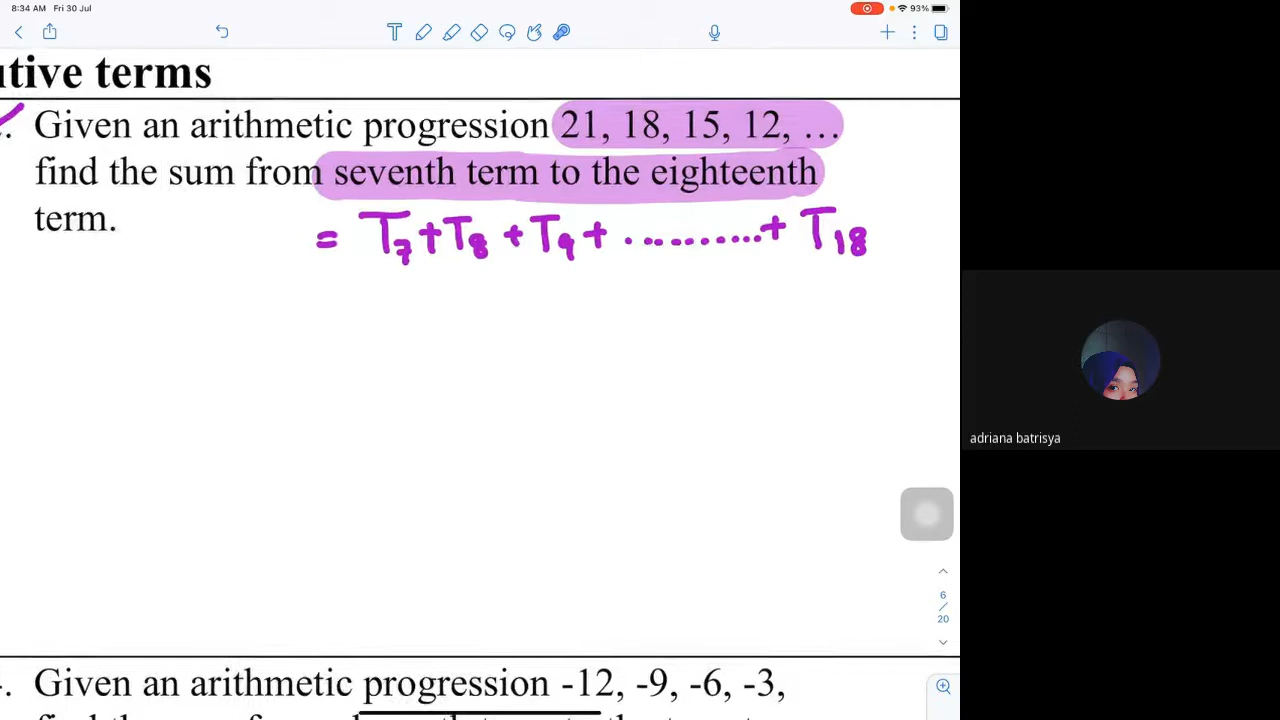 8:34 AM Fri 30 Jul
93%
utive terms
. Given an arithmetic progression 21, 18, 15, 12, …
find the sum from seventh term to the eighteenth
term.
= T7 + T8 + T9 + ........... + T18
adriana batrisya
6
/
20
. Given an arithmetic progression -12, -9, -6, -3,